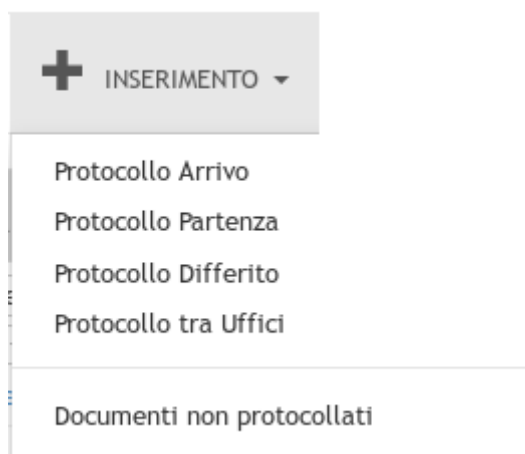 INSERIMENTO
Protocollo Arrivo
Protocollo Partenza
Protocollo Differito
Protocollo tra Uffici
Documenti non protocollati